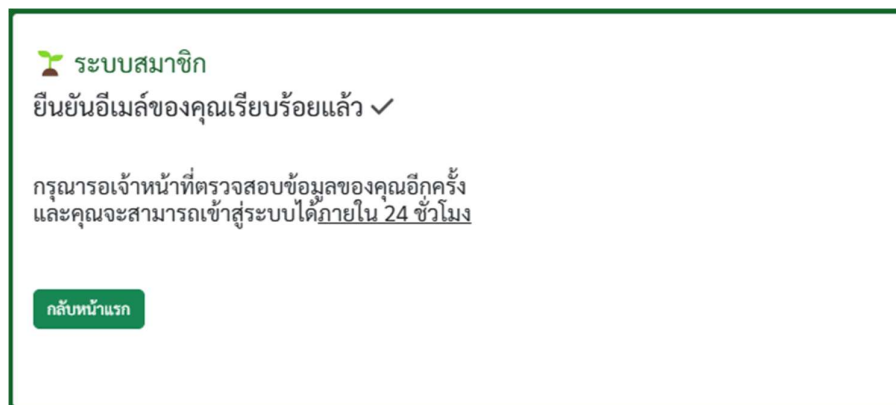 ระบบสมาชิก
ยืนยันอีเมล์ของคุณเรียบร้อยแล้ว ✓
กรุณารอเจ้าหน้าที่ตรวจสอบข้อมูลของคุณอีกครั้ง
และคุณจะสามารถเข้าสู่ระบบได้ภายใน 24 ชั่วโมง
กลับหน้าแรก